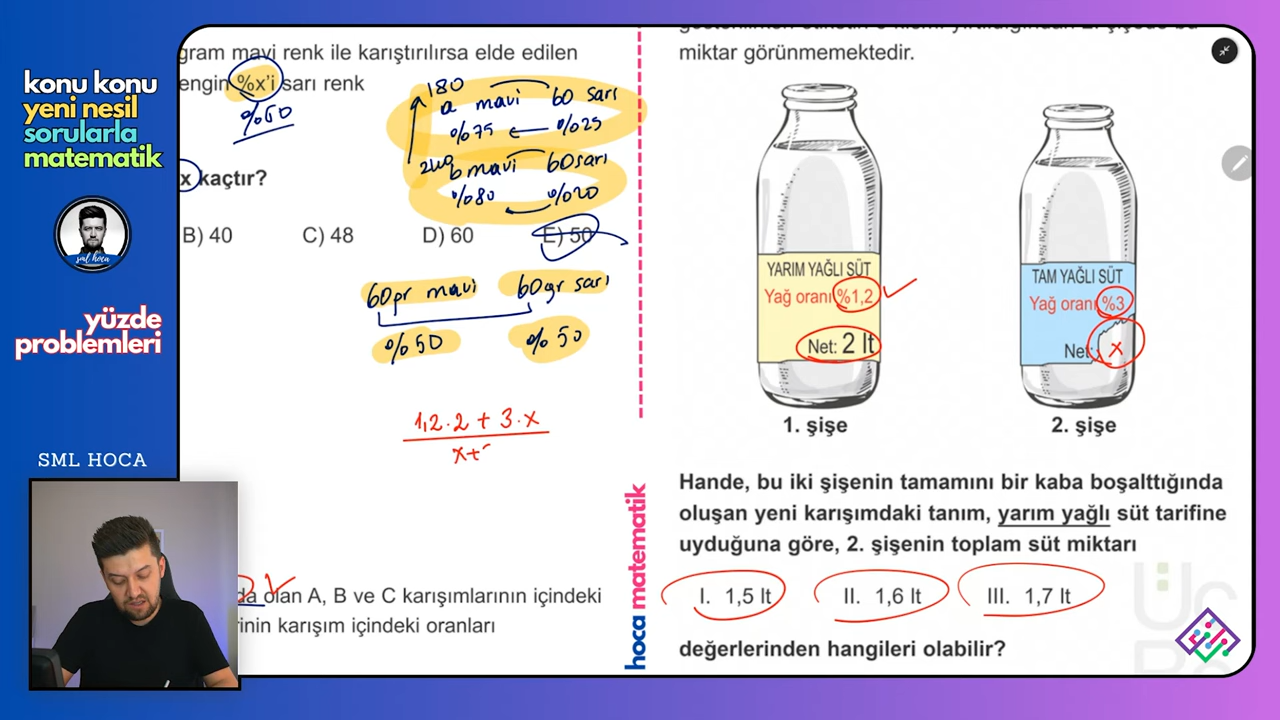 konu konu
yeni nesil
sorularla
matematik
sml hoca
yüzde
problemleri
SML HOCA
gram mavi renk ile karıştırılırsa elde edilen
engin %x'i sarı renk
%50
x kaçtır?
B) 40 C) 48 D) 60 E) 50
180
a mavi 60 sarı
%75 %25
240
b mavi 60 sarı
%80 %20
60gr mavi 60gr sarı
%50 %50
1,2.2 + 3.x
x+
da olan A, B ve C karışımlarının içindeki
rinin karışım içindeki oranları
hoca matematik
miktar görünmemektedir.
YARIM YAĞLI SÜT
Yağ oranı %1,2
Net: 2 lt
1. şişe
TAM YAĞLI SÜT
Yağ oranı %3
Net: x
2. şişe
Hande, bu iki şişenin tamamını bir kaba boşalttığında
oluşan yeni karışımdaki tanım, yarım yağlı süt tarifine
uyduğuna göre, 2. şişenin toplam süt miktarı
I. 1,5 lt II. 1,6 lt III. 1,7 lt
değerlerinden hangileri olabilir?